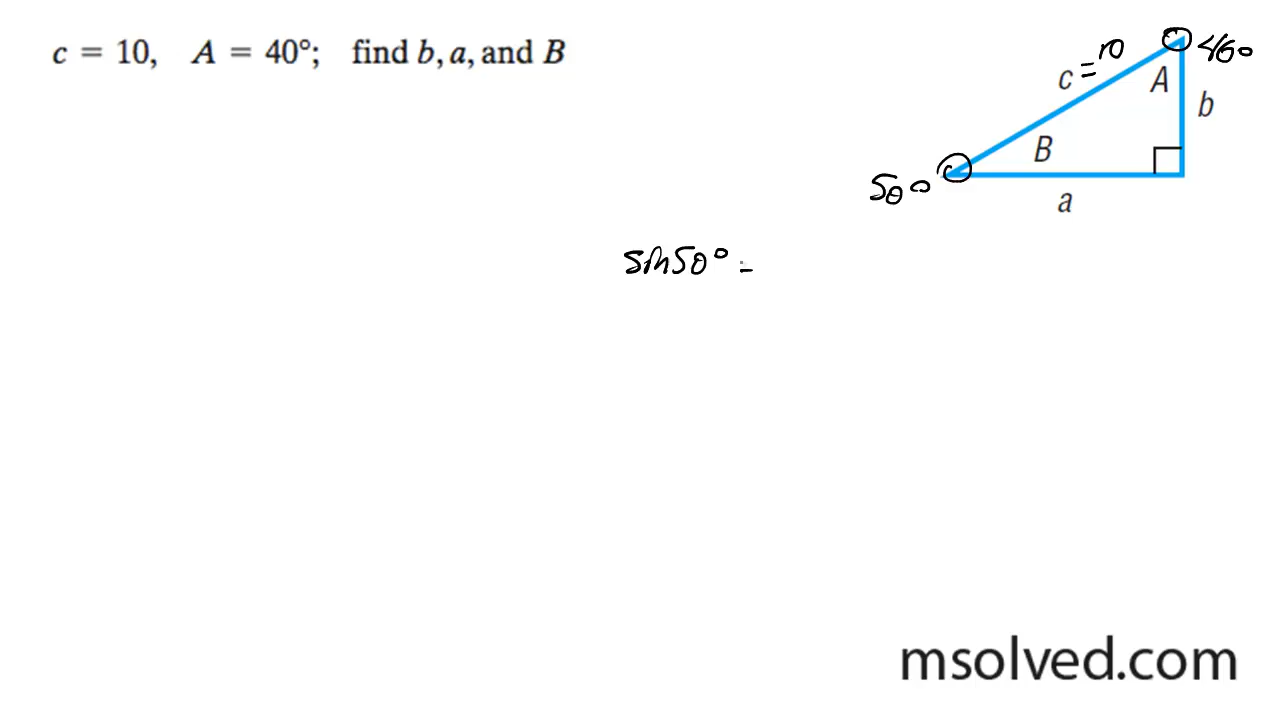 c = 10, A = 40°; find b, a, and B
c = 10
40°
A
b
B
50°
a
sin50° =
msolved.com